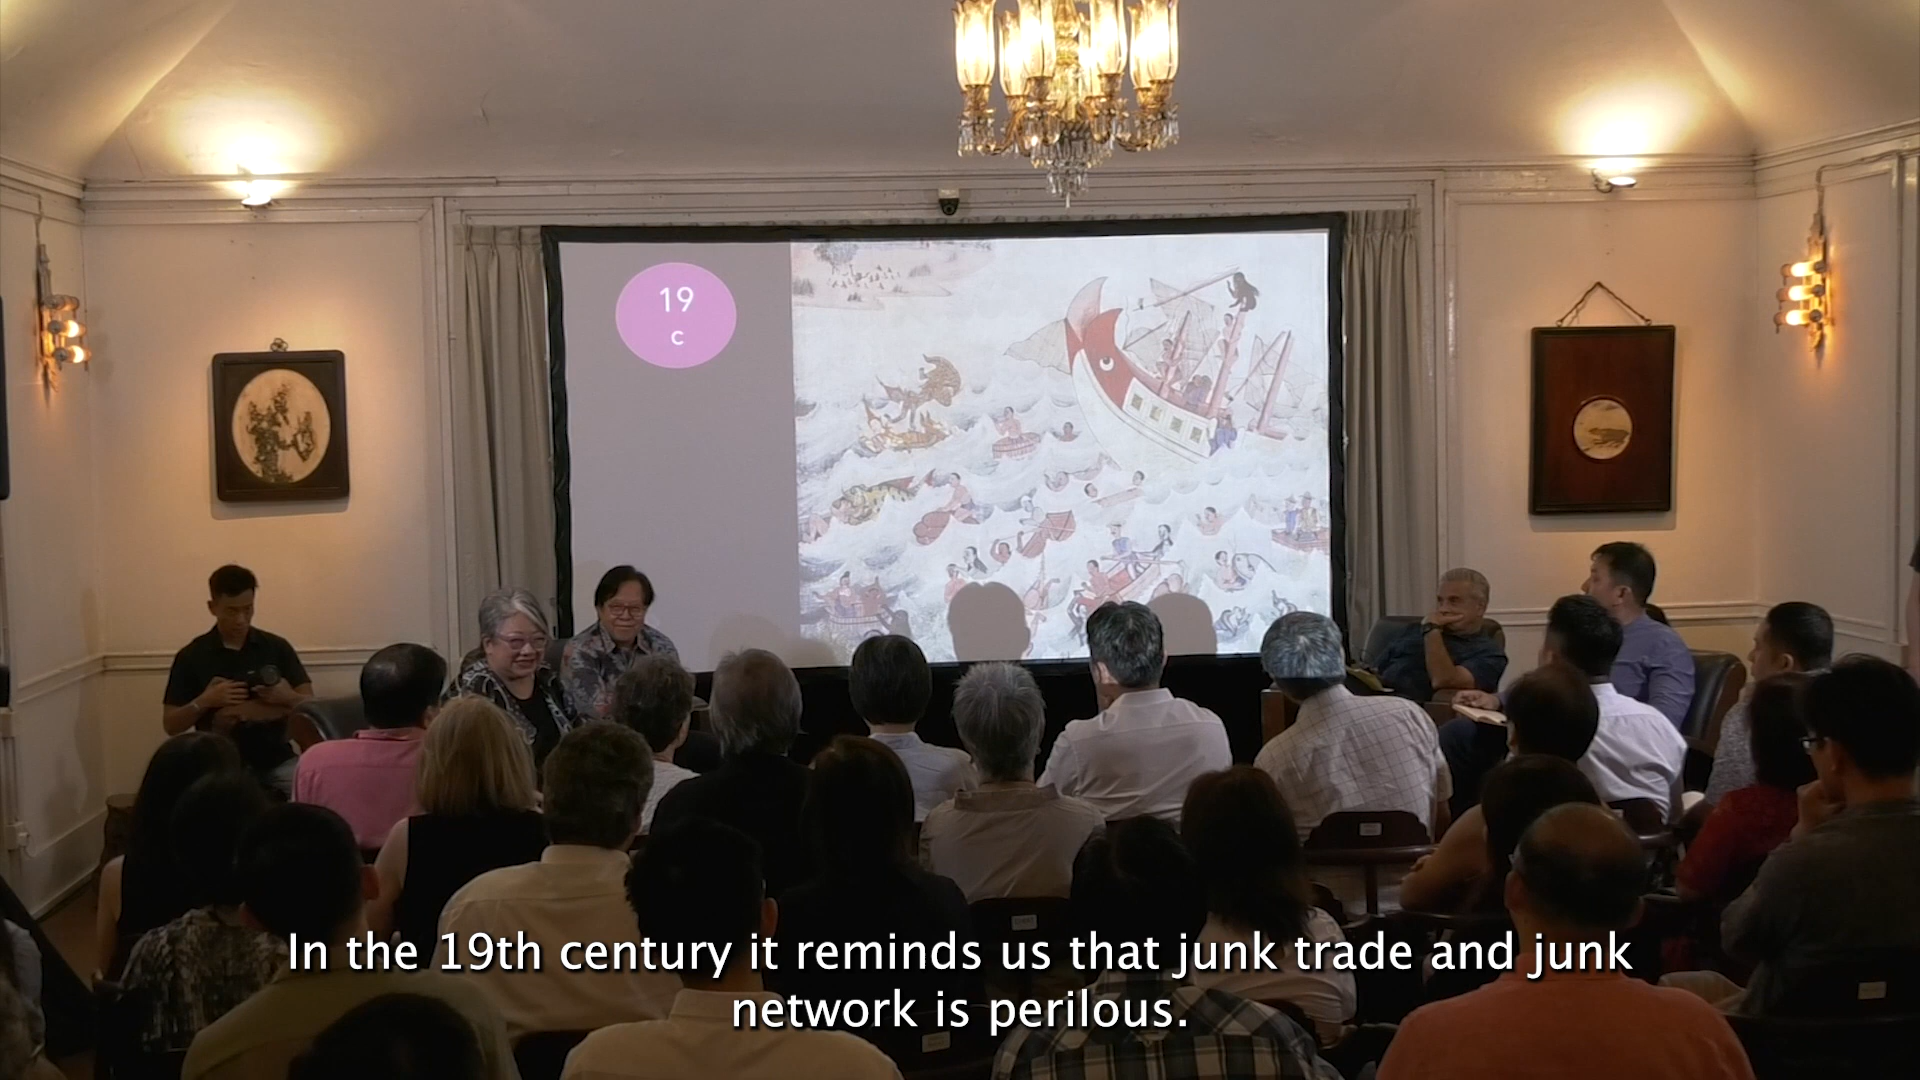 19
c
In the 19th century it reminds us that junk trade and junk
network is perilous.